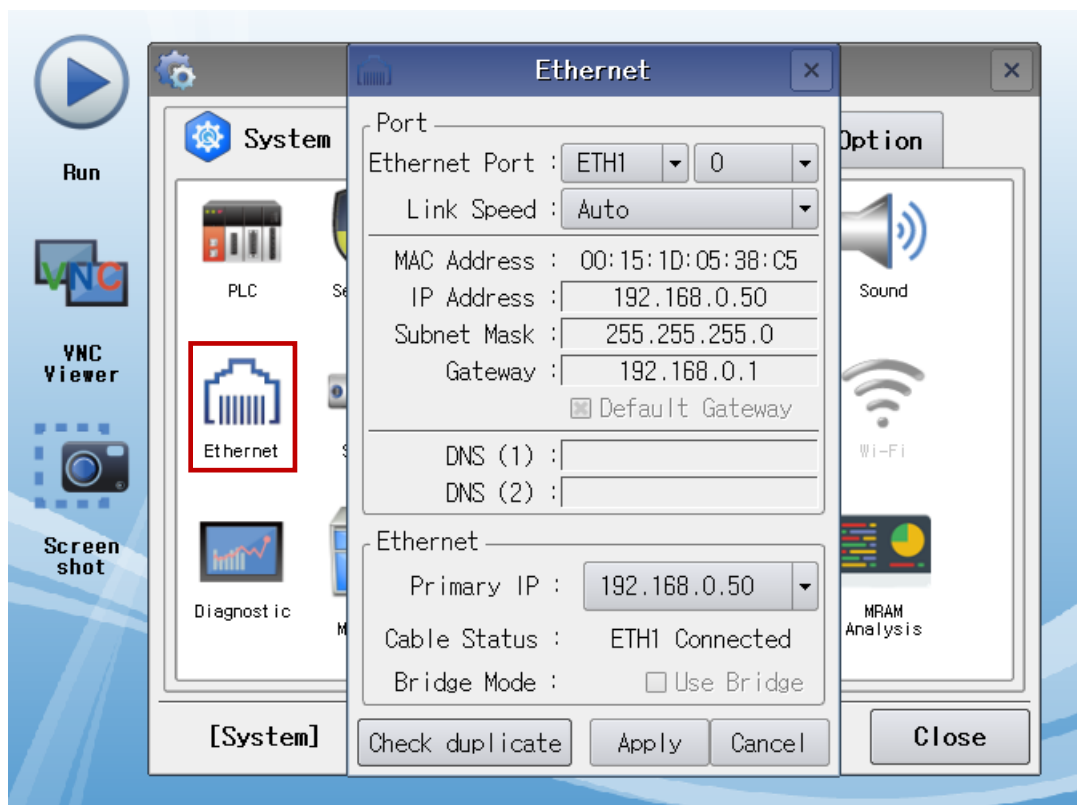 Run
VNC
VNC
Viewer
Screen
shot
System
Option
PLC
Se
Sound
Ethernet
S
Wi-Fi
Diagnostic
M
MRAM
Analysis
[System]
Close
Ethernet
Port
Ethernet Port : ETH1 0
Link Speed : Auto
MAC Address : 00:15:1D:05:38:C5
IP Address : 192.168.0.50
Subnet Mask : 255.255.255.0
Gateway : 192.168.0.1
Default Gateway
DNS (1) :
DNS (2) :
Ethernet
Primary IP : 192.168.0.50
Cable Status : ETH1 Connected
Bridge Mode : Use Bridge
Check duplicate Apply Cancel